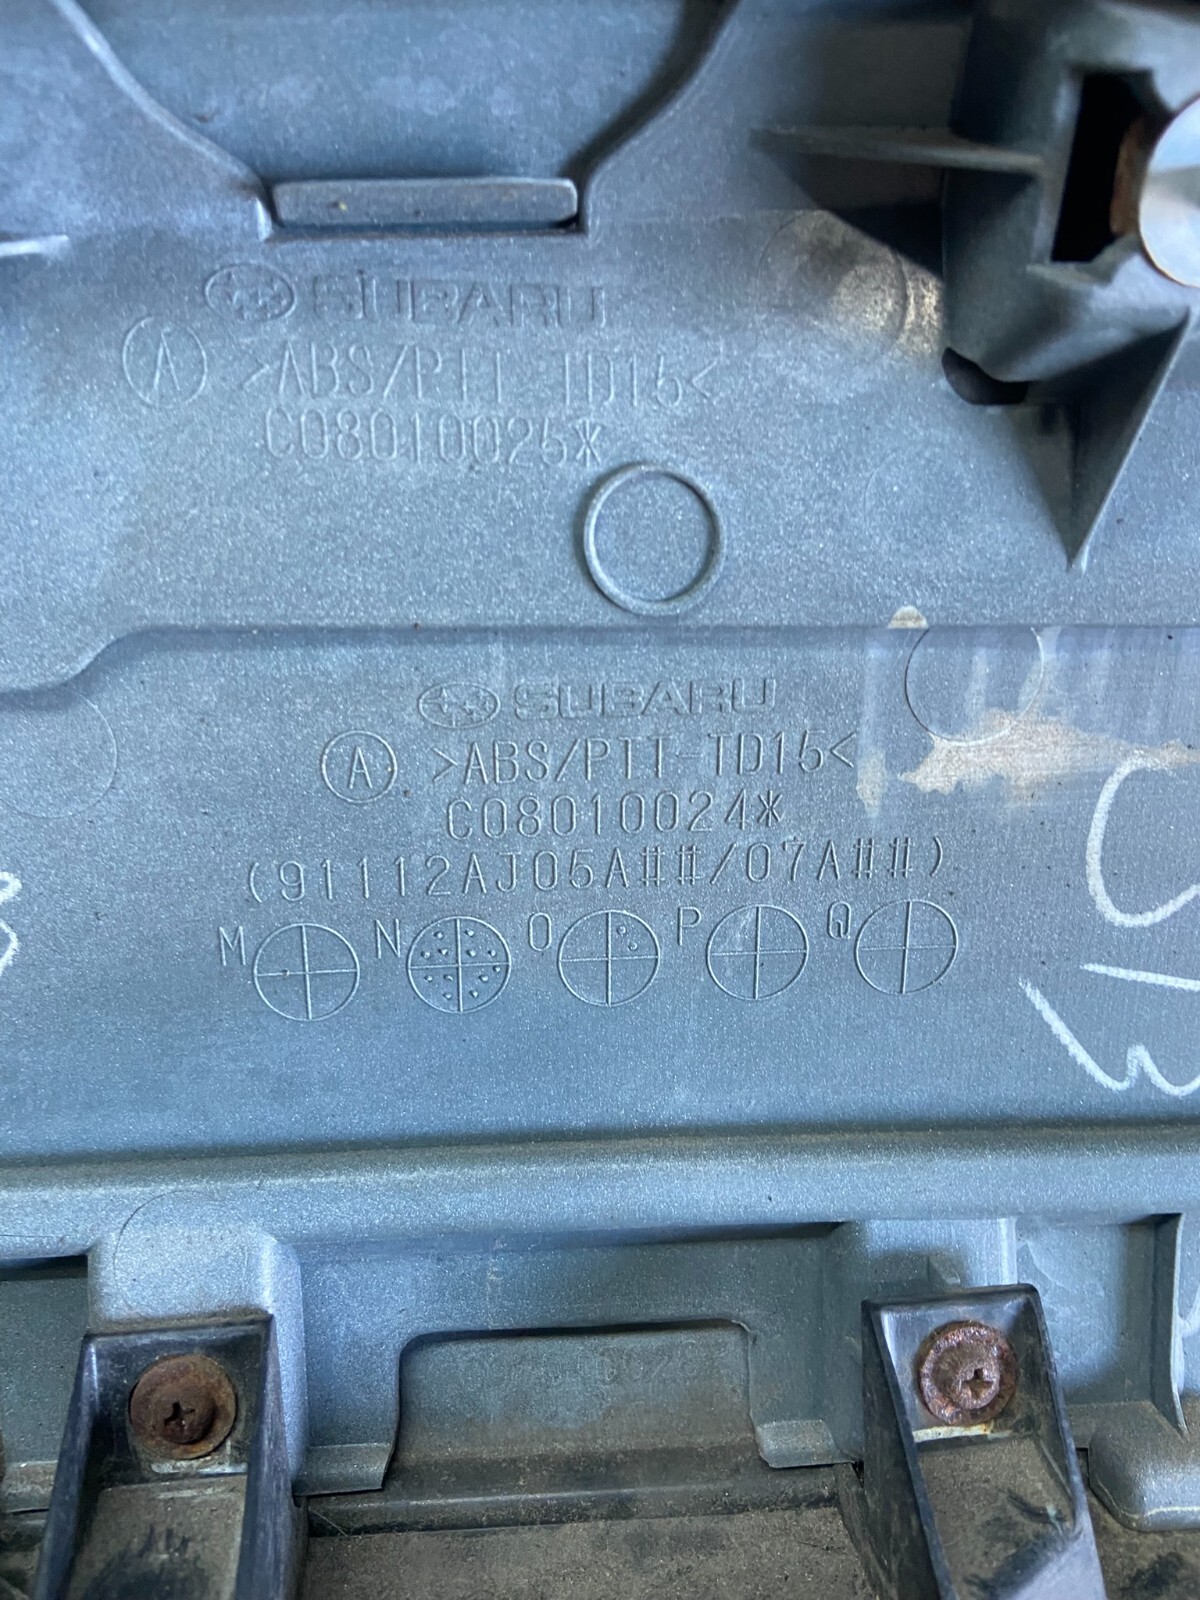 SUBARU
A >ABS/PTT-TD15<
C08010025*
SUBARU
A >ABS/PTT-TD15<
C08010024*
(91112AJ05A##/07A##)
M N O P Q